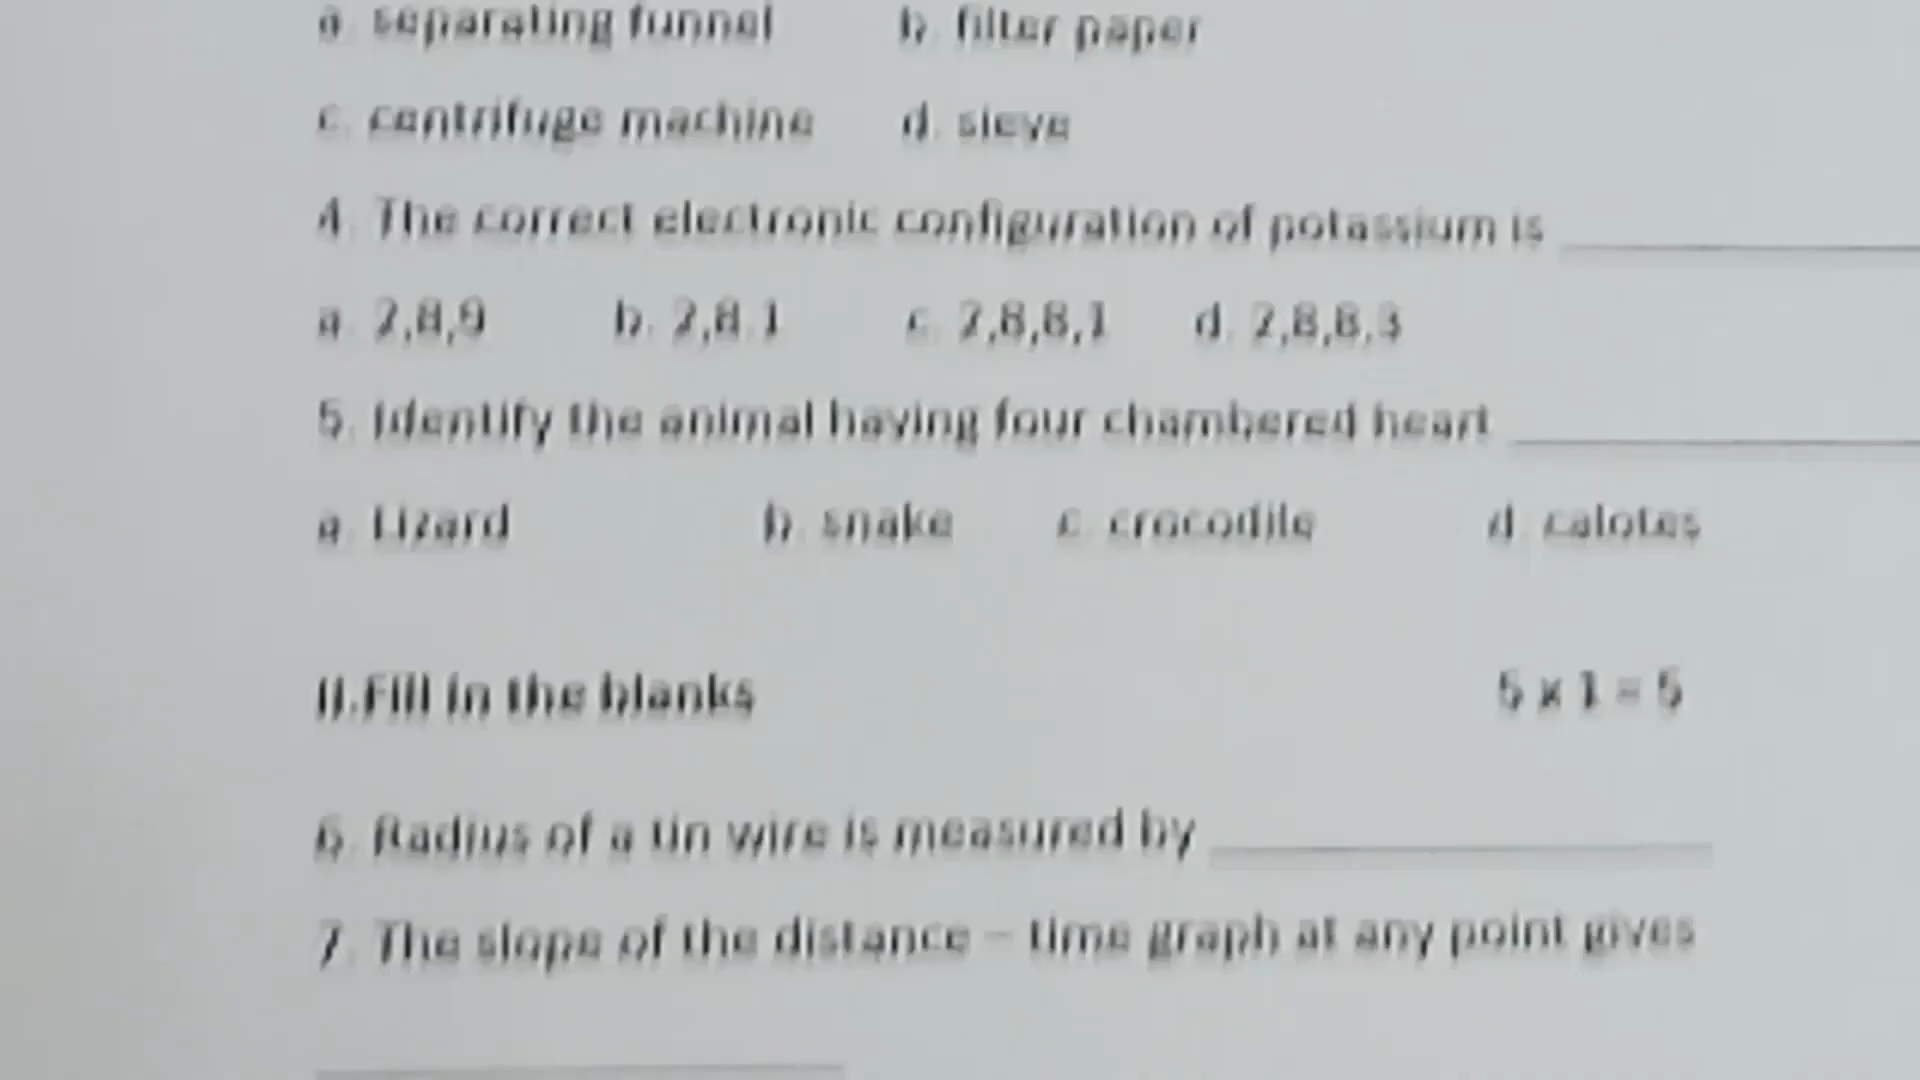 a. separating funnel b. filter paper
c. centrifuge machine d. sieve
4. The correct electronic configuration of potassium is
a. 2,8,9 b. 2,8.1 c. 2,8,8,1 d. 2,8,8,3
5. Identify the animal having four chambered heart
a. Lizard b. snake c. crocodile d. calotes
II.Fill in the blanks 5 x 1 = 5
6. Radius of a tin wire is measured by
7. The slope of the distance – time graph at any point gives